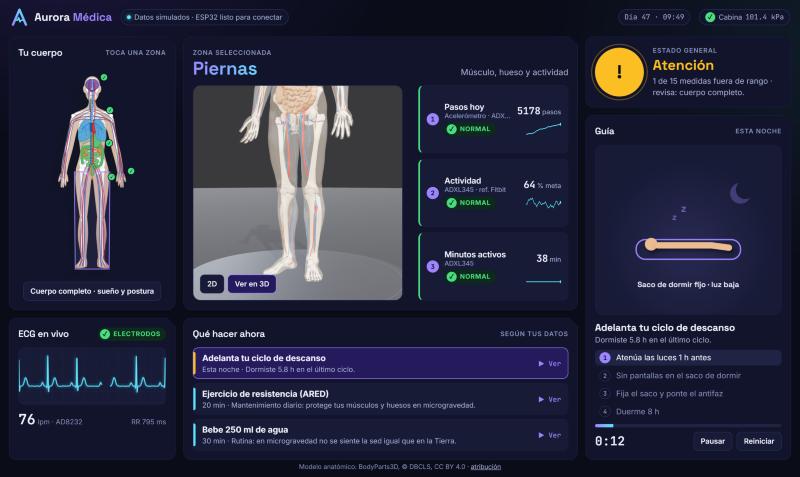 Aurora Médica
Datos simulados · ESP32 listo para conectar
Día 47 · 09:49
Cabina 101.4 kPa
Tu cuerpo
TOCA UNA ZONA
Cuerpo completo · sueño y postura
ZONA SELECCIONADA
Piernas
Músculo, hueso y actividad
2D
Ver en 3D
1
Pasos hoy
Acelerómetro · ADX...
NORMAL
5178 pasos
2
Actividad
ADXL345 · ref. Fitbit
NORMAL
64 % meta
3
Minutos activos
ADXL345
NORMAL
38 min
!
ESTADO GENERAL
Atención
1 de 15 medidas fuera de rango ·
revisa: cuerpo completo.
Guía
ESTA NOCHE
z
z
Saco de dormir fijo · luz baja
Adelanta tu ciclo de descanso
Dormiste 5.8 h en el último ciclo.
1 Atenúa las luces 1 h antes
2 Sin pantallas en el saco de dormir
3 Fija el saco y ponte el antifaz
4 Duerme 8 h
0:12
Pausar
Reiniciar
ECG en vivo
ELECTRODOS
76 lpm · AD8232
RR 795 ms
Qué hacer ahora
SEGÚN TUS DATOS
Adelanta tu ciclo de descanso
Esta noche · Dormiste 5.8 h en el último ciclo.
▶ Ver
Ejercicio de resistencia (ARED)
20 min · Mantenimiento diario: protege tus músculos y huesos en microgravedad.
▶ Ver
Bebe 250 ml de agua
30 min · Rutina: en microgravedad no se siente la sed igual que en la Tierra.
▶ Ver
Modelo anatómico: BodyParts3D, © DBCLS, CC BY 4.0 · atribución